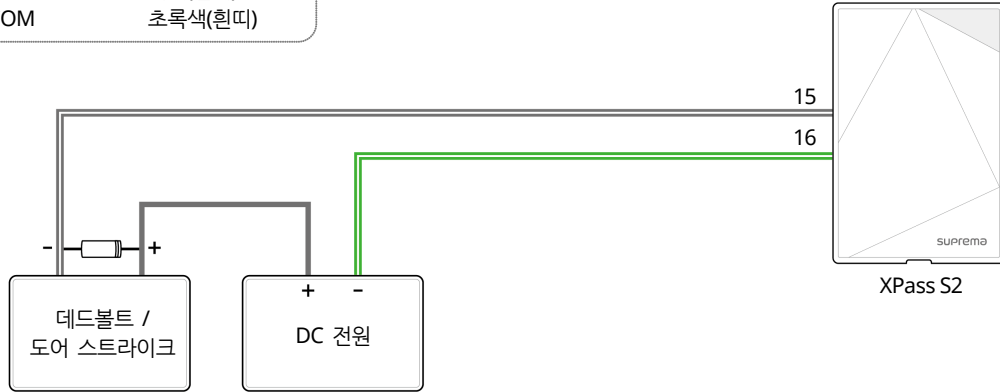 OM 초록색(흰띠)
15
16
suprema
XPass S2
- +
+ -
데드볼트 /
도어 스트라이크
DC 전원